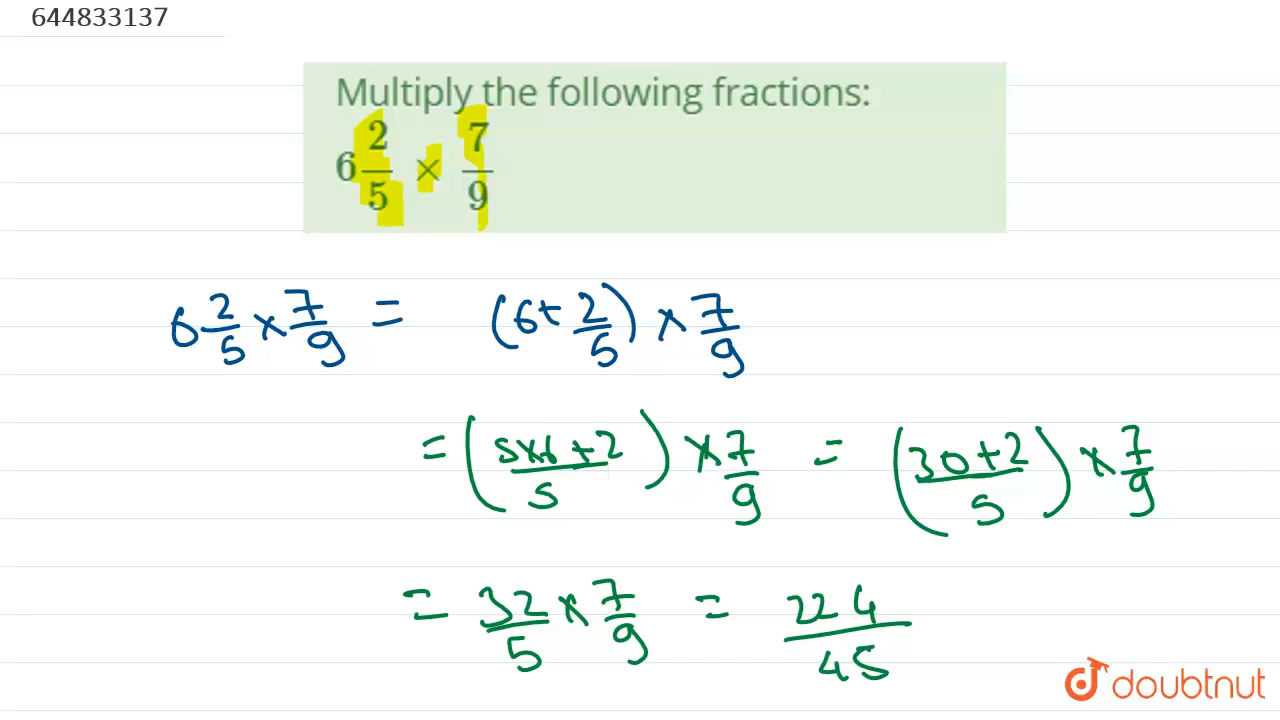 644833137
Multiply the following fractions:
6 2/5 × 7/9
6 2/5 × 7/9 = (6+2/5) × 7/9
= (5×6+2/5) × 7/9 = (30+2/5) × 7/9
= 32/5 × 7/9 = 224/45
doubtnut